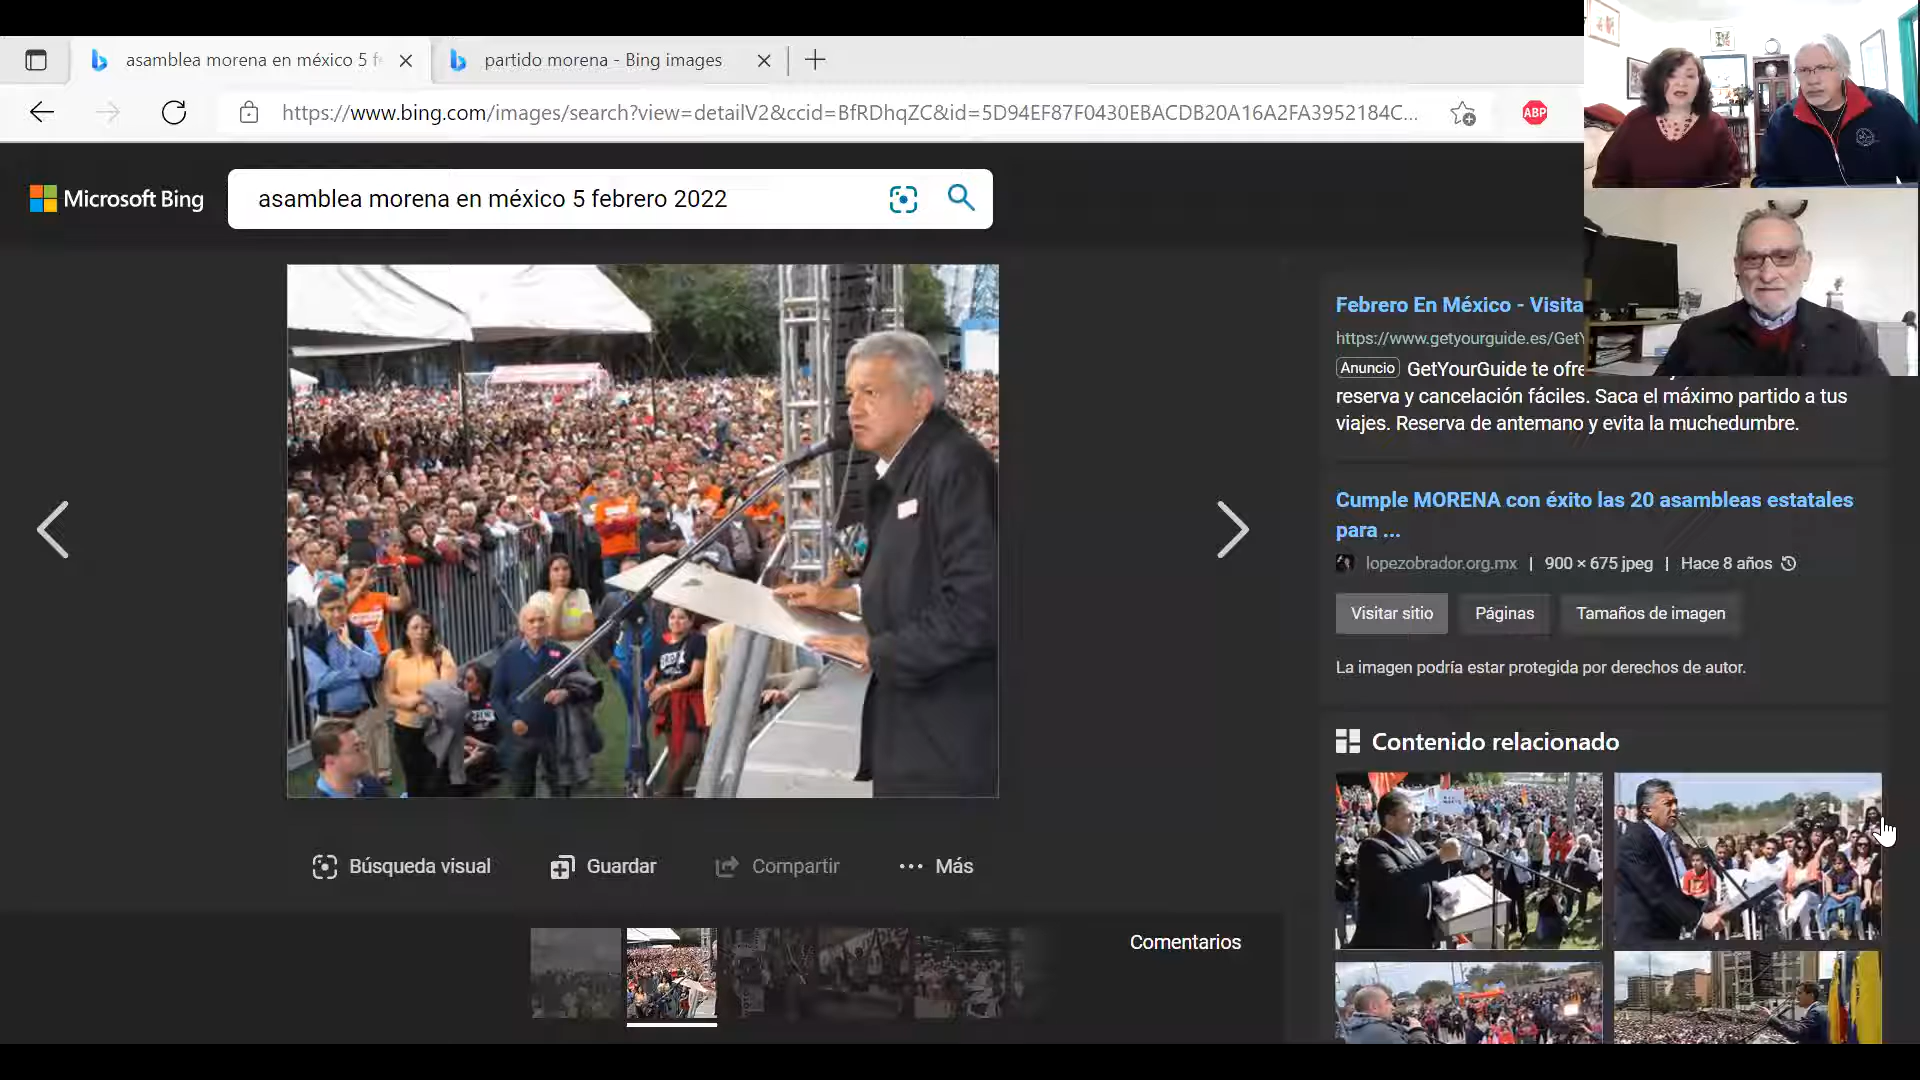 asamblea morena en méxico 5 f
partido morena - Bing images
https://www.bing.com/images/search?view=detailV2&ccid=BfRDhqZC&id=5D94EF87F0430EBACDB20A16A2FA3952184C...
ABP
Microsoft Bing
asamblea morena en méxico 5 febrero 2022
Febrero En México - Visita
https://www.getyourguide.es/GetY
Anuncio GetYourGuide te ofre
reserva y cancelación fáciles. Saca el máximo partido a tus
viajes. Reserva de antemano y evita la muchedumbre.
Cumple MORENA con éxito las 20 asambleas estatales
para ...
lopezobrador.org.mx | 900 × 675 jpeg | Hace 8 años
Visitar sitio Páginas Tamaños de imagen
La imagen podría estar protegida por derechos de autor.
Contenido relacionado
Búsqueda visual Guardar Compartir ··· Más
Comentarios